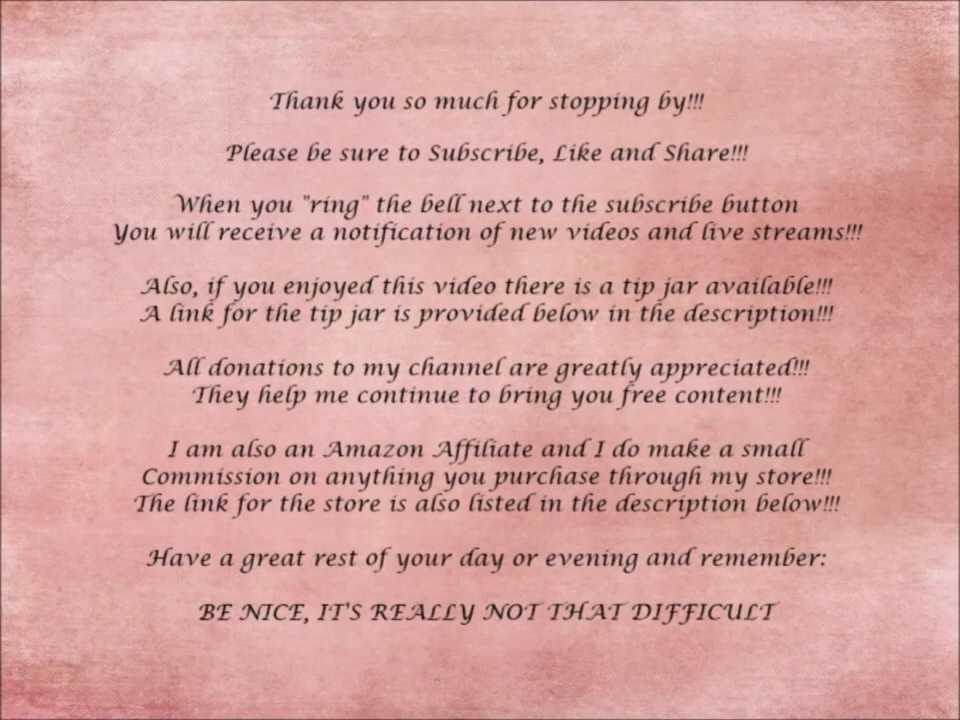 Thank you so much for stopping by!!!
Please be sure to Subscribe, Like and Share!!!
When you "ring" the bell next to the subscribe button
You will receive a notification of new videos and live streams!!!
Also, if you enjoyed this video there is a tip jar available!!!
A link for the tip jar is provided below in the description!!!
All donations to my channel are greatly appreciated!!!
They help me continue to bring you free content!!!
I am also an Amazon Affiliate and I do make a small
Commission on anything you purchase through my store!!!
The link for the store is also listed in the description below!!!
Have a great rest of your day or evening and remember:
BE NICE, IT'S REALLY NOT THAT DIFFICULT